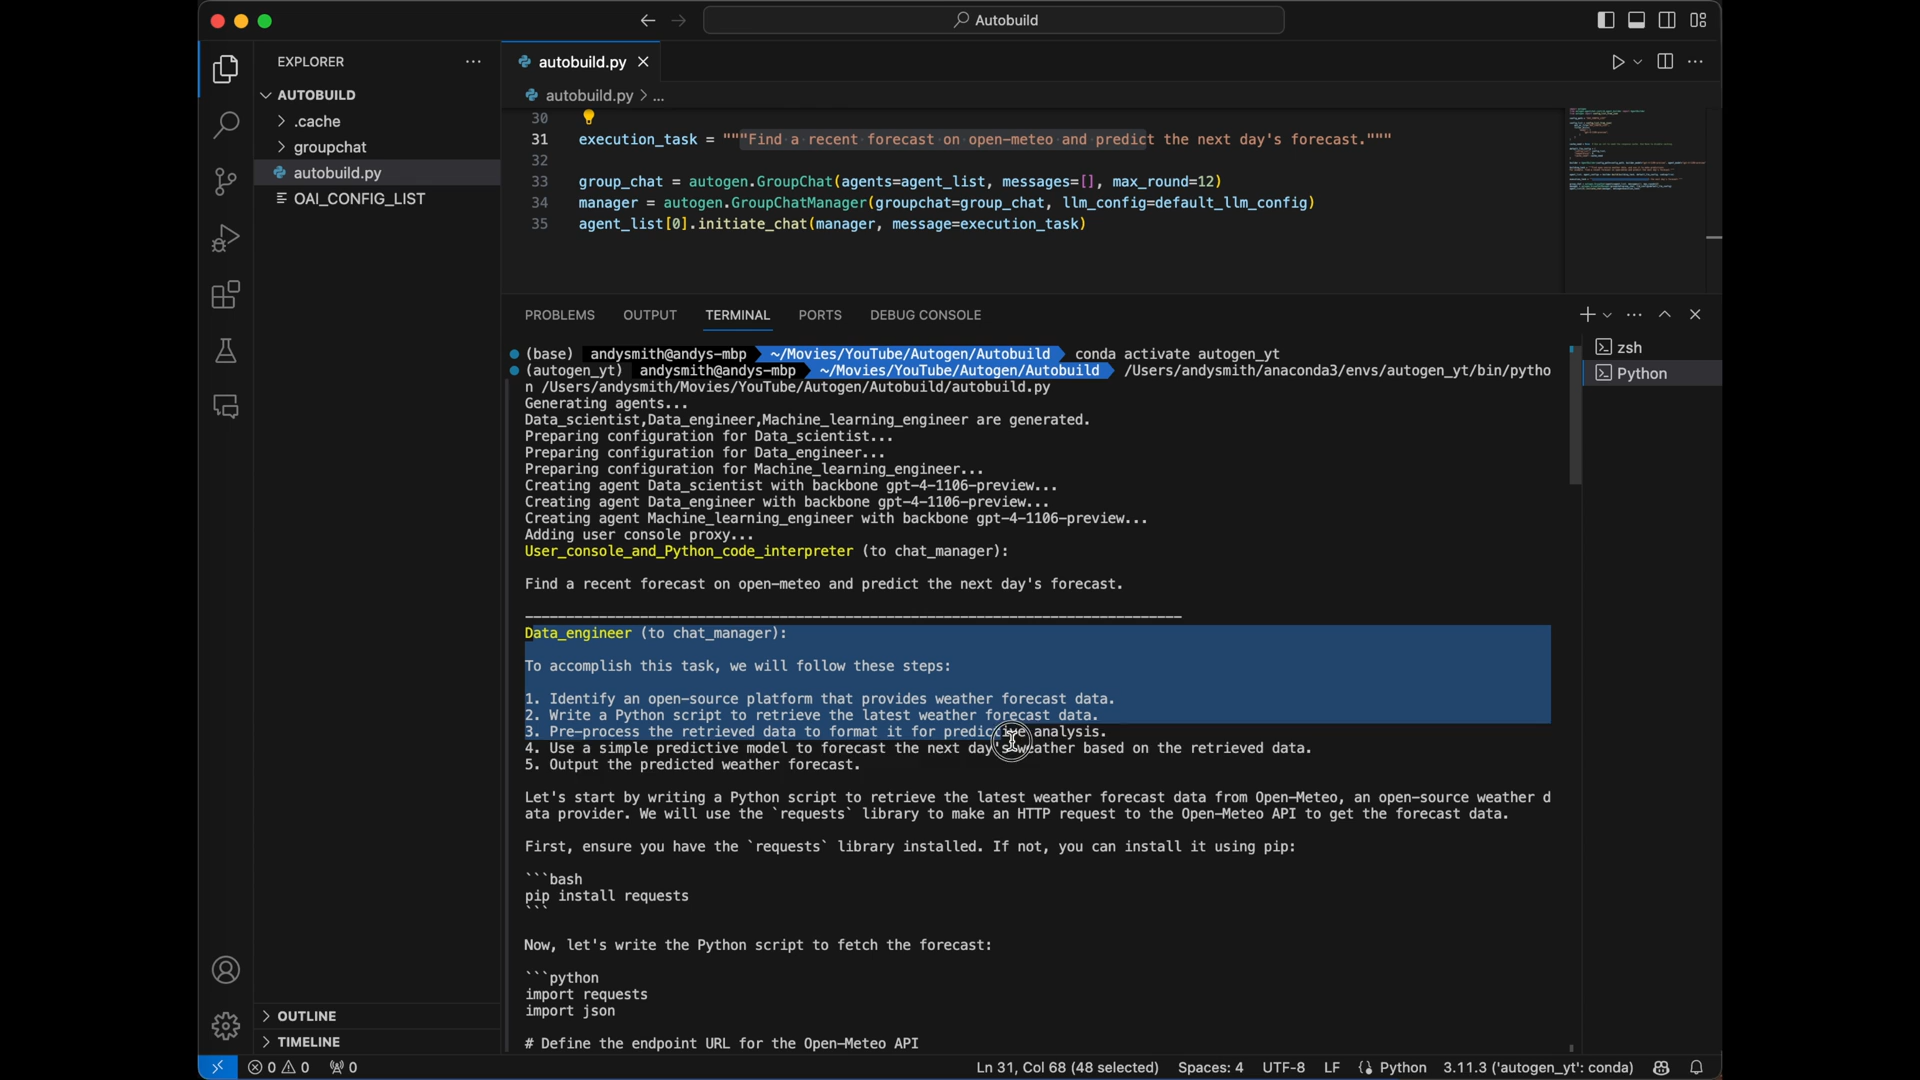 Autobuild
EXPLORER
AUTOBUILD
.cache
groupchat
autobuild.py
OAI_CONFIG_LIST
OUTLINE
TIMELINE
autobuild.py
autobuild.py > ...
30
31 execution_task = """Find a recent forecast on open-meteo and predict the next day's forecast."""
32
33 group_chat = autogen.GroupChat(agents=agent_list, messages=[], max_round=12)
34 manager = autogen.GroupChatManager(groupchat=group_chat, llm_config=default_llm_config)
35 agent_list[0].initiate_chat(manager, message=execution_task)
PROBLEMS OUTPUT TERMINAL PORTS DEBUG CONSOLE
zsh
Python
(base) andysmith@andys-mbp ~/Movies/YouTube/Autogen/Autobuild conda activate autogen_yt
(autogen_yt) andysmith@andys-mbp ~/Movies/YouTube/Autogen/Autobuild /Users/andysmith/anaconda3/envs/autogen_yt/bin/pytho
n /Users/andysmith/Movies/YouTube/Autogen/Autobuild/autobuild.py
Generating agents...
Data_scientist,Data_engineer,Machine_learning_engineer are generated.
Preparing configuration for Data_scientist...
Preparing configuration for Data_engineer...
Preparing configuration for Machine_learning_engineer...
Creating agent Data_scientist with backbone gpt-4-1106-preview...
Creating agent Data_engineer with backbone gpt-4-1106-preview...
Creating agent Machine_learning_engineer with backbone gpt-4-1106-preview...
Adding user console proxy...
User_console_and_Python_code_interpreter (to chat_manager):
Find a recent forecast on open-meteo and predict the next day's forecast.
--------------------------------------------------------------------------------
Data_engineer (to chat_manager):
To accomplish this task, we will follow these steps:
1. Identify an open-source platform that provides weather forecast data.
2. Write a Python script to retrieve the latest weather forecast data.
3. Pre-process the retrieved data to format it for predictive analysis.
4. Use a simple predictive model to forecast the next day's weather based on the retrieved data.
5. Output the predicted weather forecast.
Let's start by writing a Python script to retrieve the latest weather forecast data from Open-Meteo, an open-source weather d
ata provider. We will use the `requests` library to make an HTTP request to the Open-Meteo API to get the forecast data.
First, ensure you have the `requests` library installed. If not, you can install it using pip:
```bash
pip install requests
```
Now, let's write the Python script to fetch the forecast:
```python
import requests
import json
# Define the endpoint URL for the Open-Meteo API
0 0 0 Ln 31, Col 68 (48 selected) Spaces: 4 UTF-8 LF Python 3.11.3 ('autogen_yt': conda)